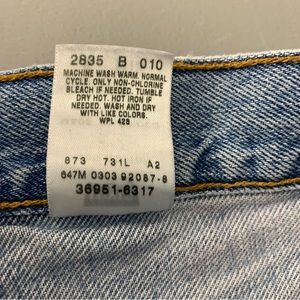 2835 B 010
MACHINE WASH WARM. NORMAL
CYCLE. ONLY NON-CHLORINE
BLEACH IF NEEDED. TUMBLE
DRY HOT. HOT IRON IF
NEEDED. WASH AND DRY
WITH LIKE COLORS.
WPL 423
873 731L A2
647M 0303 92087-8
36951-6317